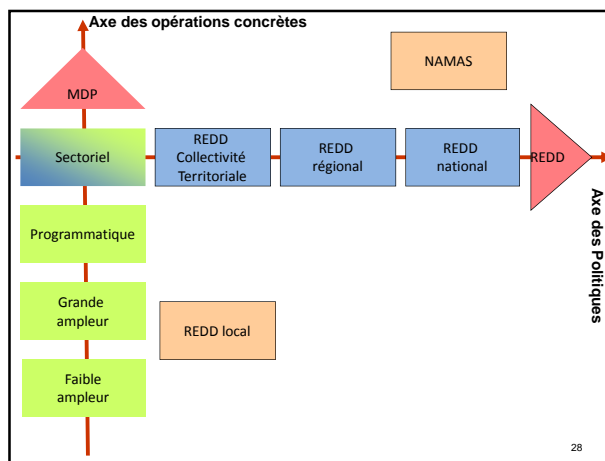 Axe des opérations concrètes
NAMAS
MDP
Sectoriel
REDD
Collectivité
Territoriale
REDD
régional
REDD
national
REDD
Axe des Politiques
Programmatique
Grande
ampleur
REDD local
Faible
ampleur
28